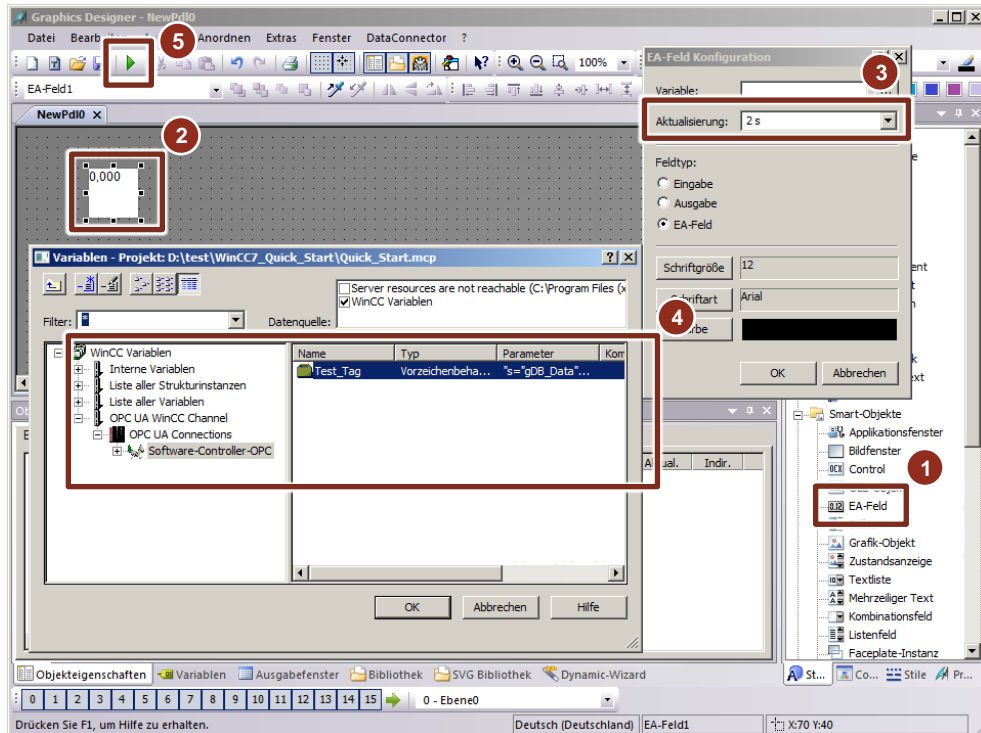 Graphics Designer - NewPdl0
Datei
Anordnen Extras Fenster DataConnector ?
5
100%
EA-Feld1
NewPdl0
2
0,000
EA-Feld Konfiguration
3
Variable:
Aktualisierung: 2 s
Feldtyp:
Eingabe
Ausgabe
EA-Feld
Schriftgröße 12
Arial
4
OK Abbrechen
Variablen - Projekt: D:\test\WinCC7_Quick_Start\Quick_Start.mcp
Server resources are not reachable (C:\Program Files (x
WinCC Variablen
Filter: *
Datenquelle:
WinCC Variablen
Interne Variablen
Liste aller Strukturinstanzen
Liste aller Variablen
OPC UA WinCC Channel
OPC UA Connections
Software-Controller-OPC
Name Typ Parameter Kom
Test_Tag Vorzeichenbeha... "s="gDB_Data"...
OK Abbrechen Hilfe
Indir.
Smart-Objekte
Applikationsfenster
Bildfenster
Control
1
EA-Feld
Grafik-Objekt
Zustandsanzeige
Textliste
Mehrzeiliger Text
Kombinationsfeld
Listenfeld
Faceplate-Instanz
Objekteigenschaften Variablen Ausgabefenster Bibliothek SVG Bibliothek Dynamic-Wizard
St... Co... Stile Pr...
0 1 2 3 4 5 6 7 8 9 10 11 12 13 14 15 0 - Ebene0
Drücken Sie F1, um Hilfe zu erhalten. Deutsch (Deutschland) EA-Feld1 X:70 Y:40